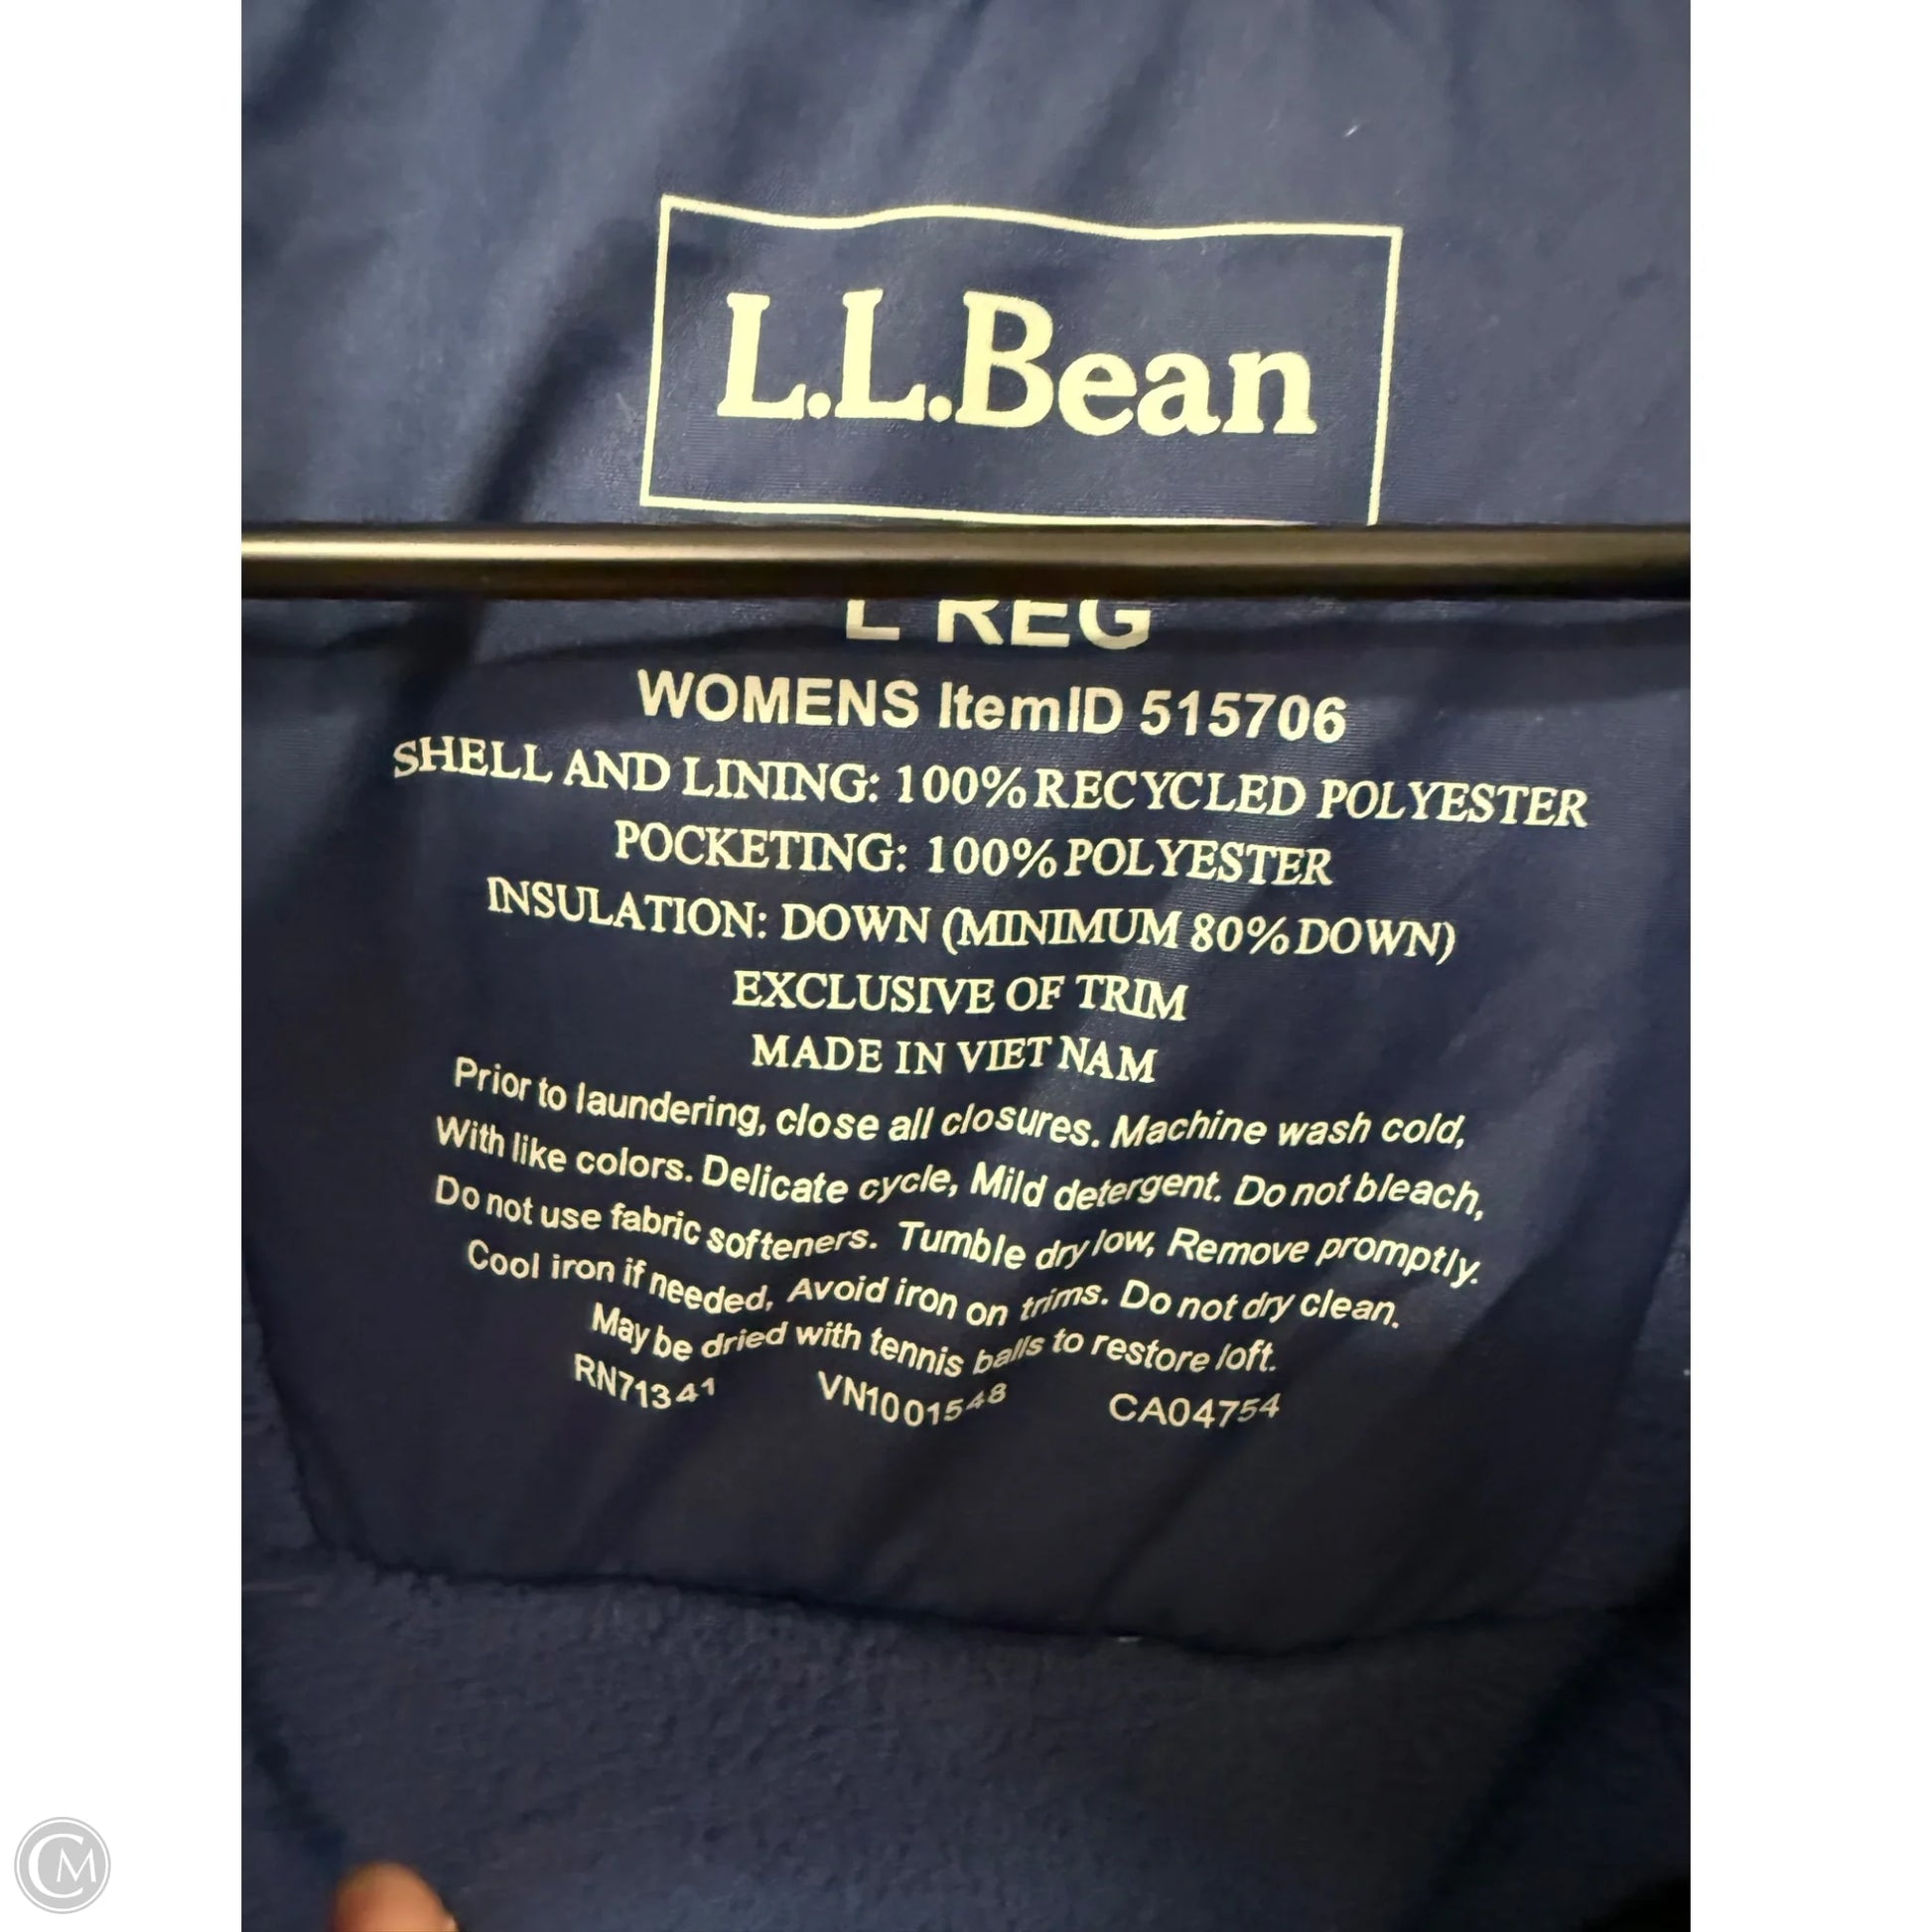 L.L.Bean
L REG
WOMENS ItemID 515706
SHELL AND LINING: 100% RECYCLED POLYESTER
POCKETING: 100% POLYESTER
INSULATION: DOWN (MINIMUM 80% DOWN)
EXCLUSIVE OF TRIM
MADE IN VIET NAM
Prior to laundering, close all closures. Machine wash cold,
With like colors. Delicate cycle, Mild detergent. Do not bleach,
Do not use fabric softeners. Tumble dry low, Remove promptly.
Cool iron if needed, Avoid iron on trims. Do not dry clean.
May be dried with tennis balls to restore loft.
RN71341 VN1001548 CA04754
CM